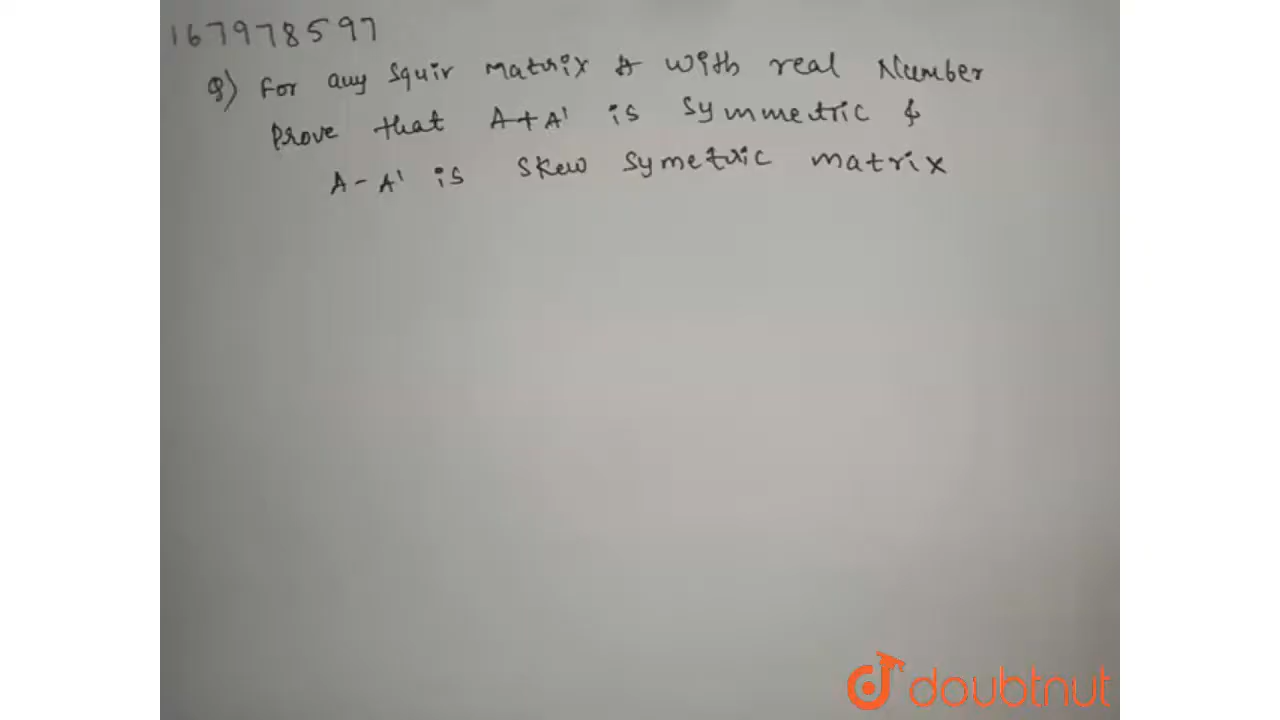 167978597
Q) For any Squir matrix A with real Number
Prove that A+A' is Symmetric &
A-A' is Skew Symetric matrix
doubtnut